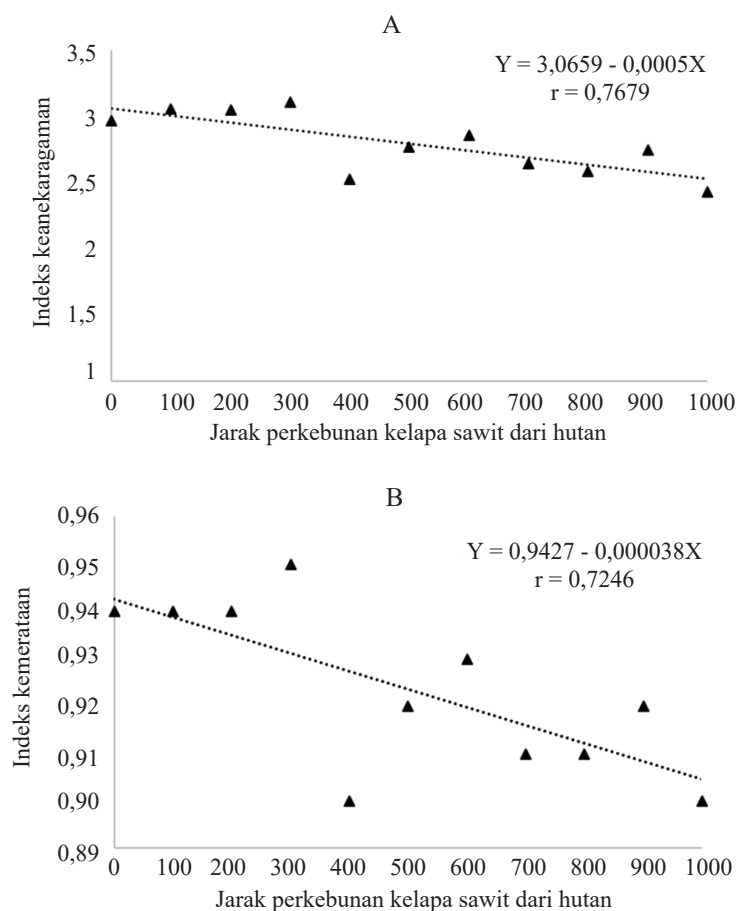 A
Y = 3,0659 - 0,0005X
r = 0,7679
Indeks keanekaragaman
3,5
3
2,5
2
1,5
1
0 100 200 300 400 500 600 700 800 900 1000
Jarak perkebunan kelapa sawit dari hutan
B
Y = 0,9427 - 0,000038X
r = 0,7246
Indeks kemerataan
0,96
0,95
0,94
0,93
0,92
0,91
0,90
0,89
0 100 200 300 400 500 600 700 800 900 1000
Jarak perkebunan kelapa sawit dari hutan